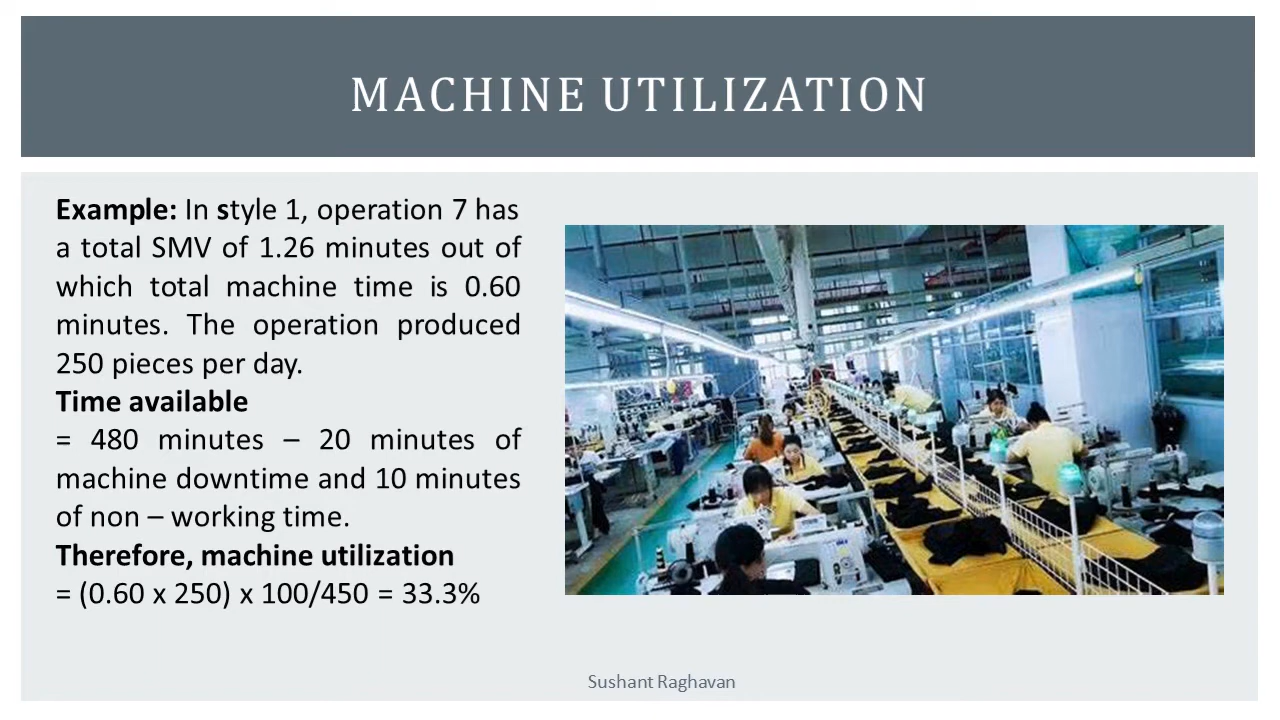 MACHINE UTILIZATION
Example: In style 1, operation 7 has
a total SMV of 1.26 minutes out of
which total machine time is 0.60
minutes. The operation produced
250 pieces per day.
Time available
= 480 minutes – 20 minutes of
machine downtime and 10 minutes
of non – working time.
Therefore, machine utilization
= (0.60 x 250) x 100/450 = 33.3%
Sushant Raghavan